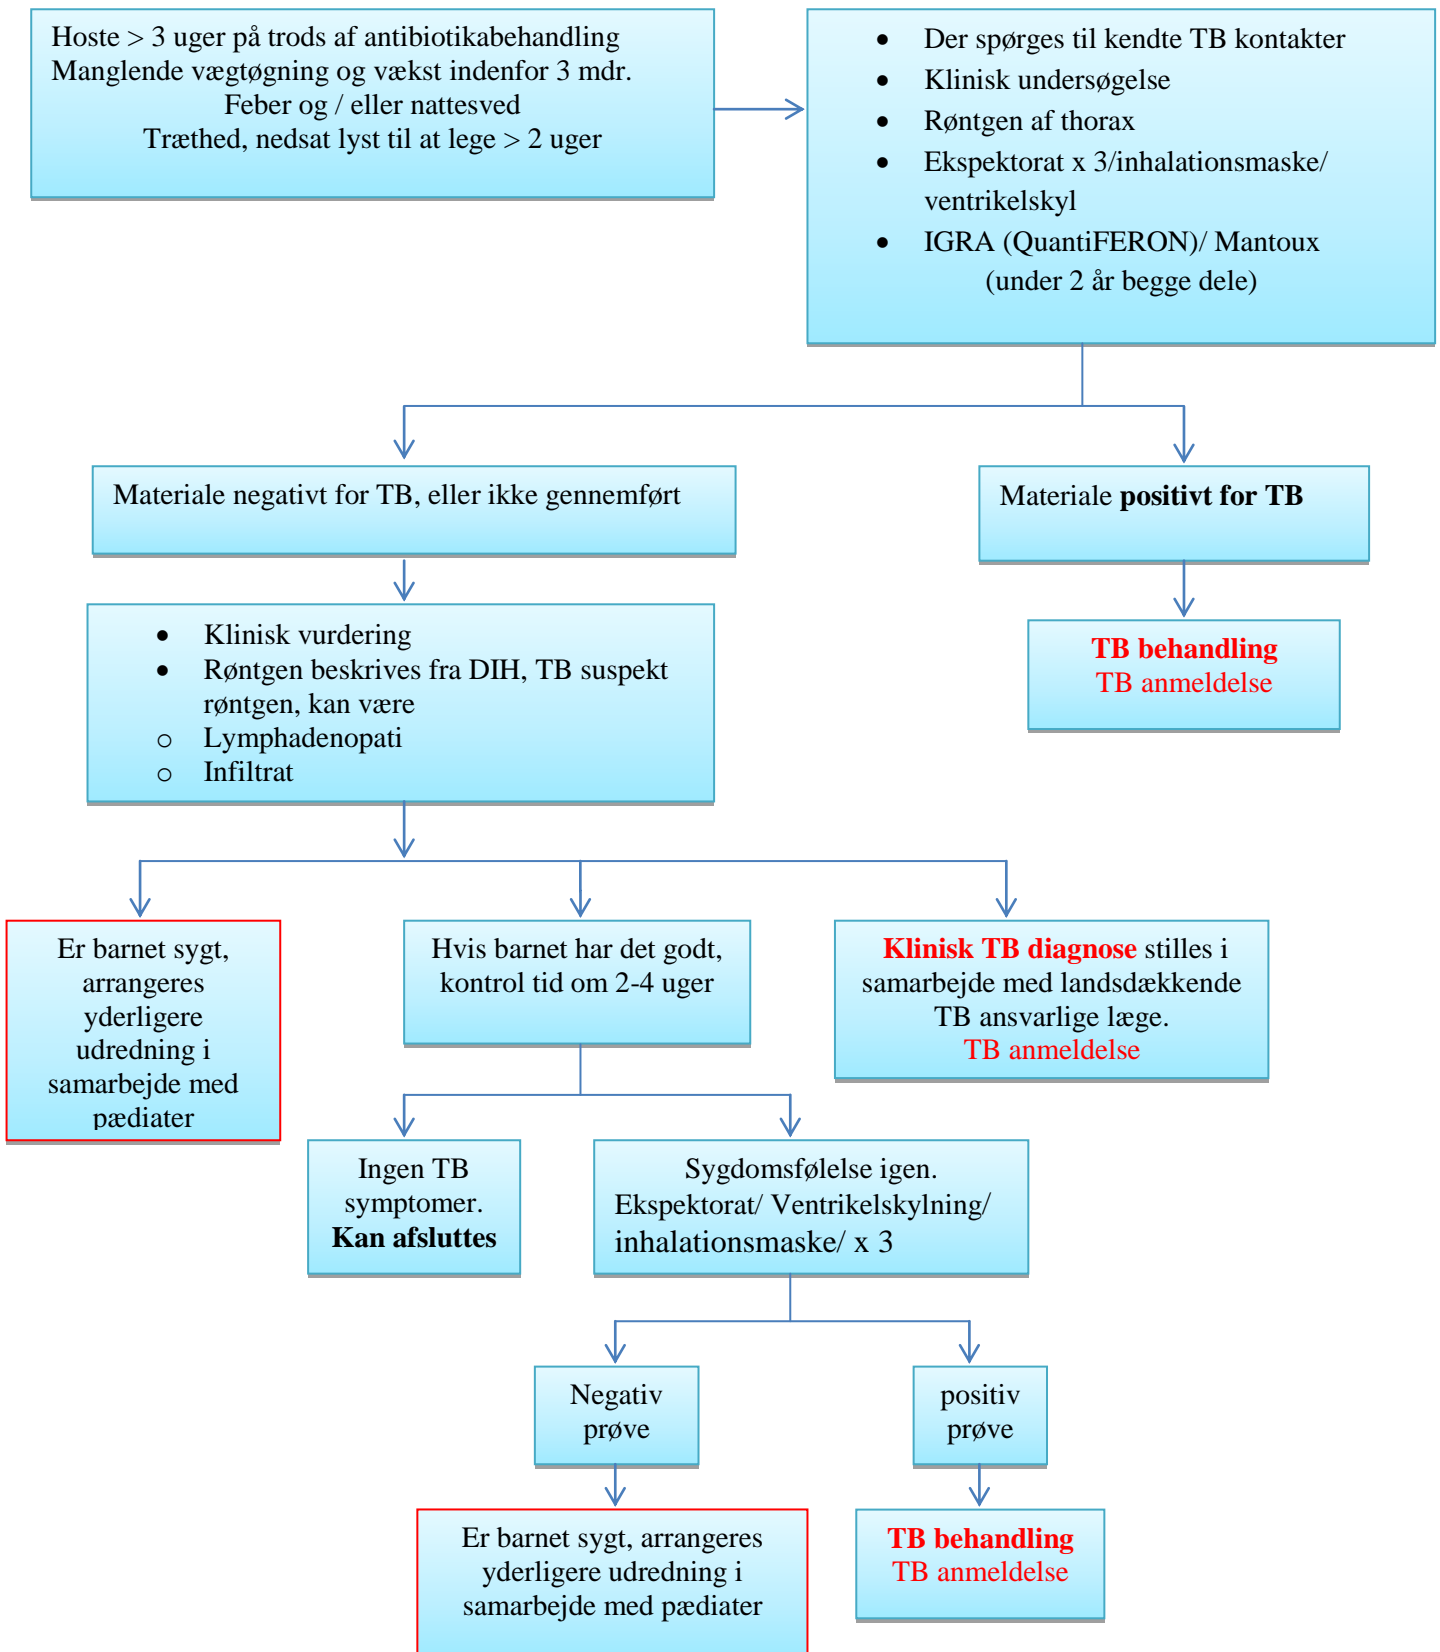 Hoste > 3 uger på trods af antibiotikabehandling
Manglende vægtøgning og vækst indenfor 3 mdr.
Feber og / eller nattesved
Træthed, nedsat lyst til at lege > 2 uger
• Der spørges til kendte TB kontakter
• Klinisk undersøgelse
• Røntgen af thorax
• Ekspektorat x 3/inhalationsmaske/
ventrikelskyl
• IGRA (QuantiFERON)/ Mantoux
(under 2 år begge dele)
Materiale negativt for TB, eller ikke gennemført
Materiale positivt for TB
• Klinisk vurdering
• Røntgen beskrives fra DIH, TB suspekt
røntgen, kan være
o Lymphadenopati
o Infiltrat
TB behandling
TB anmeldelse
Er barnet sygt,
arrangeres
yderligere
udredning i
samarbejde med
pædiater
Hvis barnet har det godt,
kontrol tid om 2-4 uger
Klinisk TB diagnose stilles i
samarbejde med landsdækkende
TB ansvarlige læge.
TB anmeldelse
Ingen TB
symptomer.
Kan afsluttes
Sygdomsfølelse igen.
Ekspektorat/ Ventrikelskylning/
inhalationsmaske/ x 3
Negativ
prøve
positiv
prøve
Er barnet sygt, arrangeres
yderligere udredning i
samarbejde med pædiater
TB behandling
TB anmeldelse